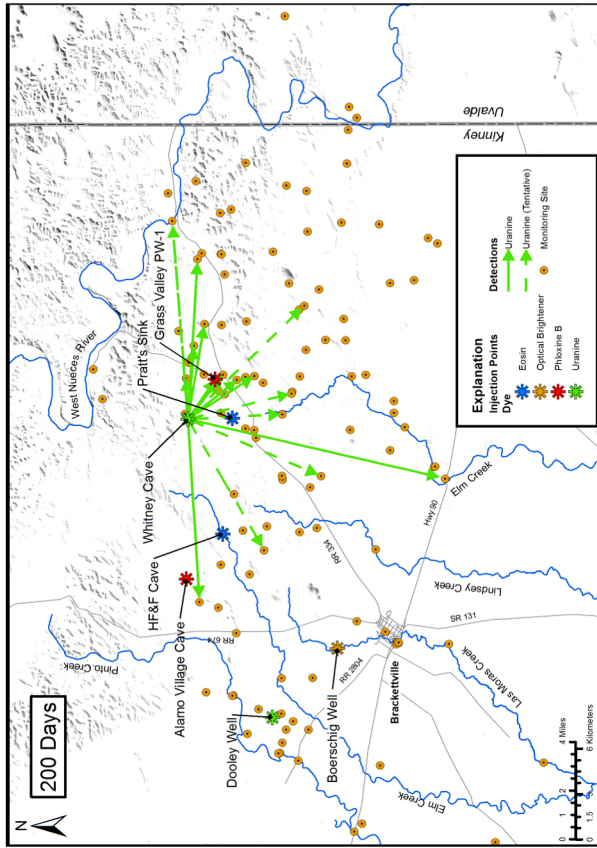 200 Days
N
West Nueces River
Pratt's Sink
Grass Valley PW-1
Whitney Cave
HF&F Cave
Alamo Village Cave
Pinto Creek
RR 674
Dooley Well
Boerschig Well
RR 2804
RR 334
Brackettville
Hwy 90
SR 131
Elm Creek
Lindsey Creek
Las Moras Creek
Elm Creek
Kinney
Uvalde
Explanation
Injection Points
Dye
Eosin
Optical Brightener
Phloxine B
Uranine
Detections
Uranine
Uranine (Tentative)
Monitoring Site
0 1 2 4 Miles
0 1.5 3 6 Kilometers